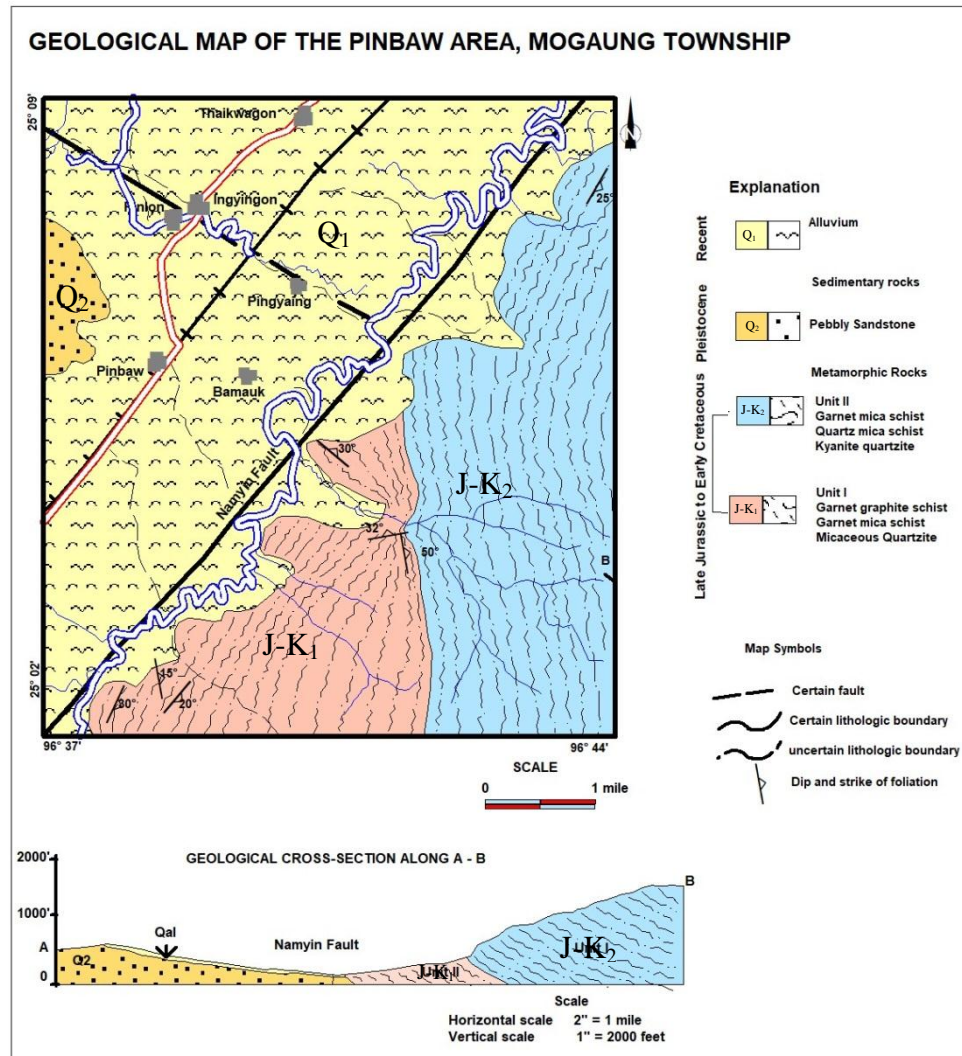 GEOLOGICAL MAP OF THE PINBAW AREA, MOGAUNG TOWNSHIP
25° 09'
Thaikwagon
N
25°
Ingyingon
Q1
Q2
Pingyaing
Pinbaw
Bamauk
Namyin Fault
30°
J-K2
32°
50°
B
J-K1
25° 02'
15°
30°
20°
96° 37'
96° 44'
SCALE
0 1 mile
Explanation
Recent
Q1 Alluvium
Sedimentary rocks
Pleistocene
Q2 Pebbly Sandstone
Metamorphic Rocks
Late Jurassic to Early Cretaceous
J-K2 Unit II
Garnet mica schist
Quartz mica schist
Kyanite quartzite
J-K1 Unit I
Garnet graphite schist
Garnet mica schist
Micaceous Quartzite
Map Symbols
Certain fault
Certain lithologic boundary
uncertain lithologic boundary
Dip and strike of foliation
GEOLOGICAL CROSS-SECTION ALONG A - B
2000'
1000'
A
0
Qal
Q2
Namyin Fault
J-K1
J-K2
B
Scale
Horizontal scale 2" = 1 mile
Vertical scale 1" = 2000 feet